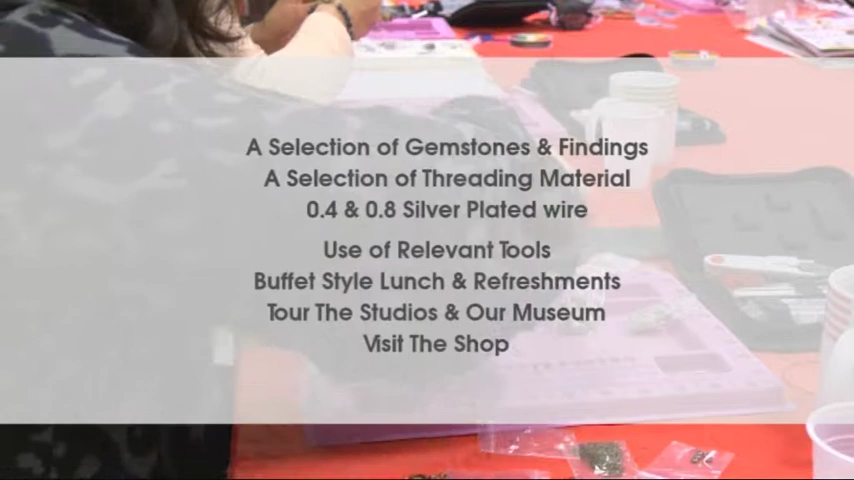 A Selection of Gemstones & Findings
A Selection of Threading Material
0.4 & 0.8 Silver Plated wire
Use of Relevant Tools
Buffet Style Lunch & Refreshments
Tour The Studios & Our Museum
Visit The Shop